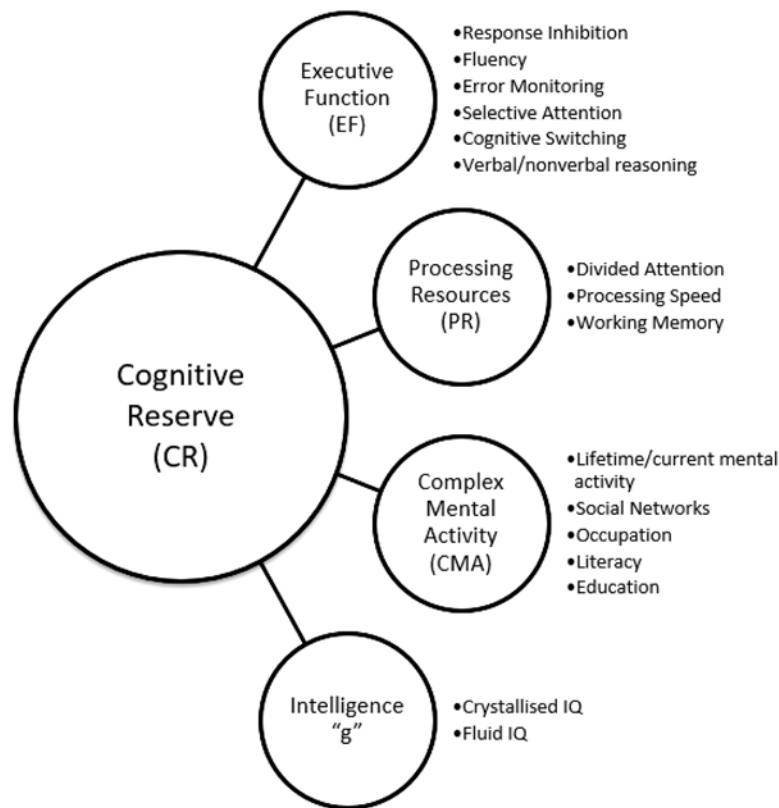 Executive
Function
(EF)
•Response Inhibition
•Fluency
•Error Monitoring
•Selective Attention
•Cognitive Switching
•Verbal/nonverbal reasoning
Processing
Resources
(PR)
•Divided Attention
•Processing Speed
•Working Memory
Cognitive
Reserve
(CR)
Complex
Mental
Activity
(CMA)
•Lifetime/current mental
activity
•Social Networks
•Occupation
•Literacy
•Education
Intelligence
“g”
•Crystallised IQ
•Fluid IQ